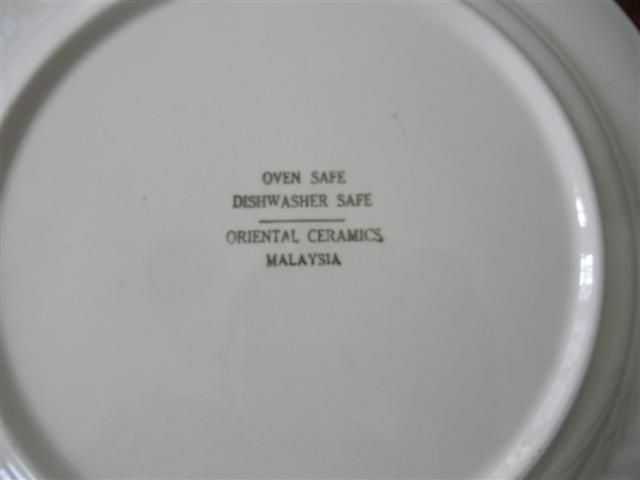 OVEN SAFE
DISHWASHER SAFE
ORIENTAL CERAMICS
MALAYSIA